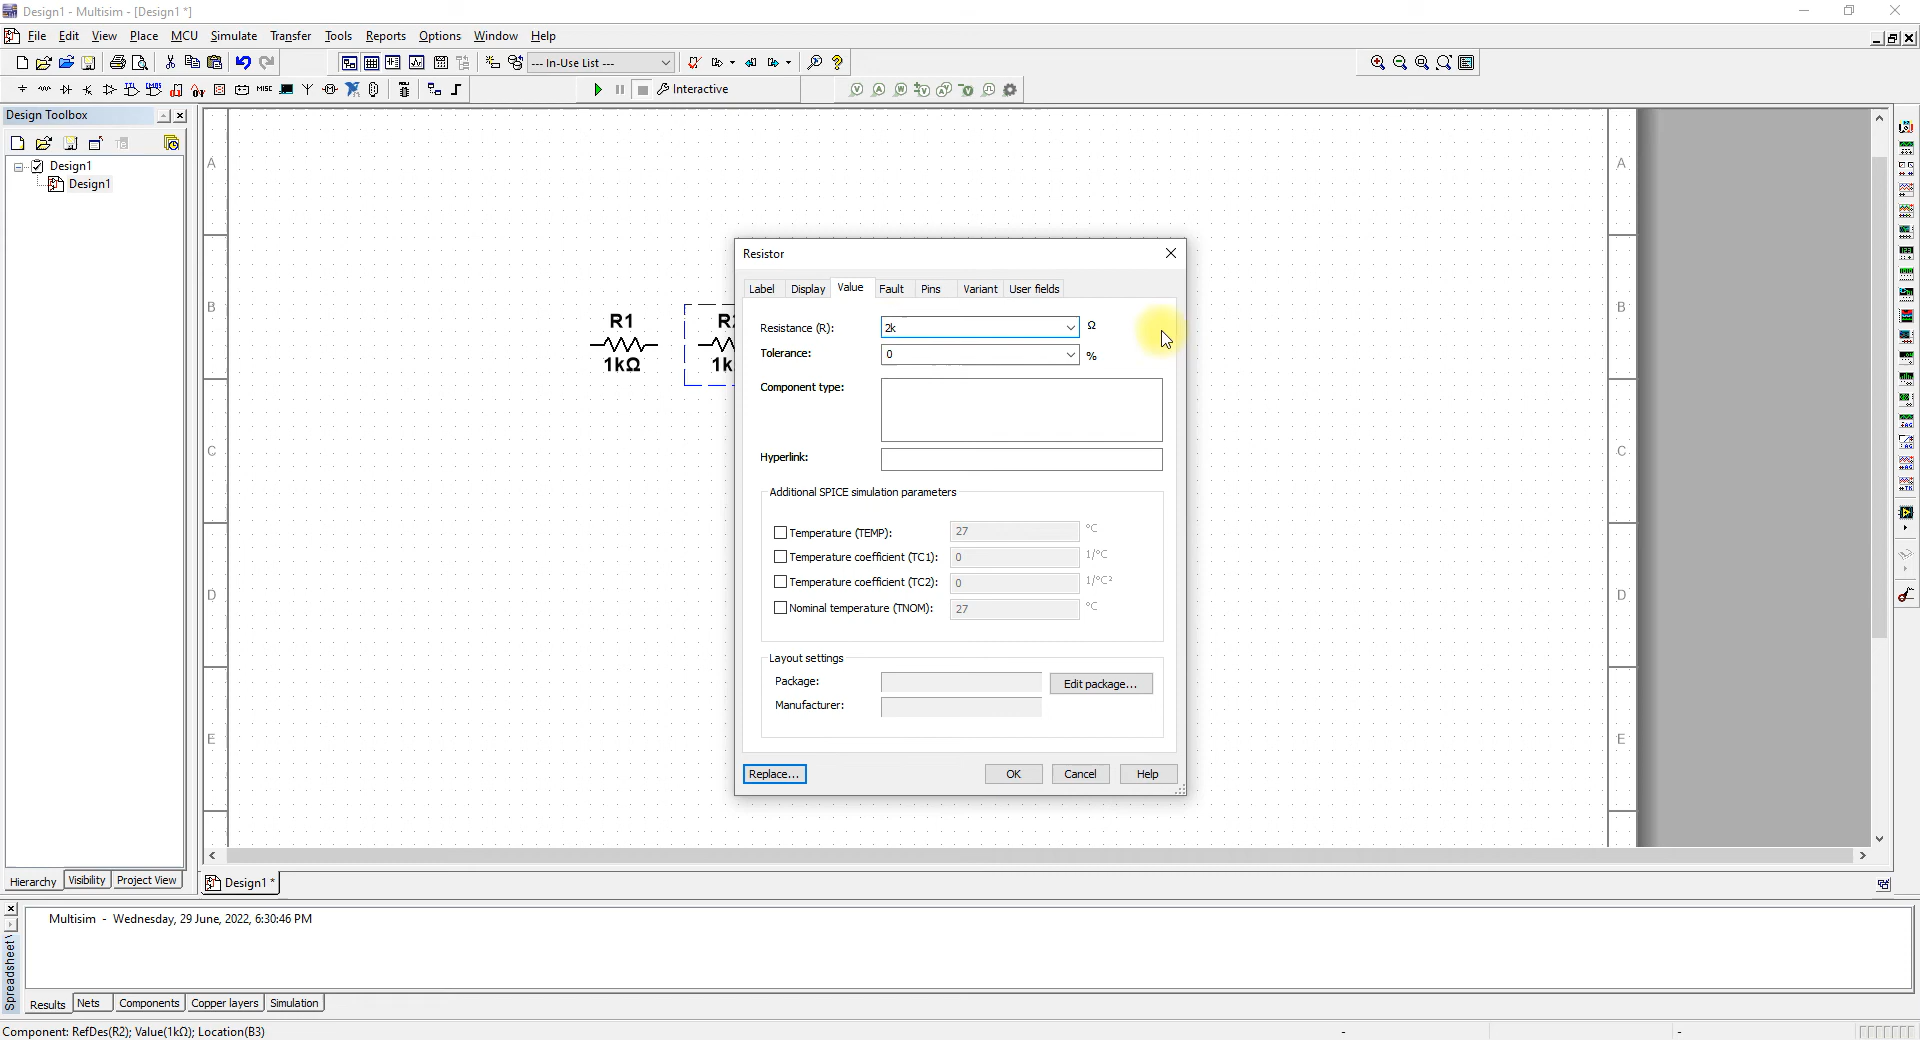 Design1 - Multisim - [Design1 *]
File Edit View Place MCU Simulate Transfer Tools Reports Options Window Help
--- In-Use List ---
MISC Interactive
Design Toolbox
Design1
Design1
A A
B B
C C
D D
E E
R1
1kΩ
R
1k
Resistor
Label Display Value Fault Pins Variant User fields
Resistance (R): 2k Ω
Tolerance: 0 %
Component type:
Hyperlink:
Additional SPICE simulation parameters
Temperature (TEMP): 27 °C
Temperature coefficient (TC1): 0 1/°C
Temperature coefficient (TC2): 0 1/°C²
Nominal temperature (TNOM): 27 °C
Layout settings
Package: Edit package...
Manufacturer:
Replace... OK Cancel Help
Hierarchy Visibility Project View
Design1 *
Multisim - Wednesday, 29 June, 2022, 6:30:46 PM
Spreadsheet
Results Nets Components Copper layers Simulation
Component: RefDes(R2); Value(1kΩ); Location(B3) - -